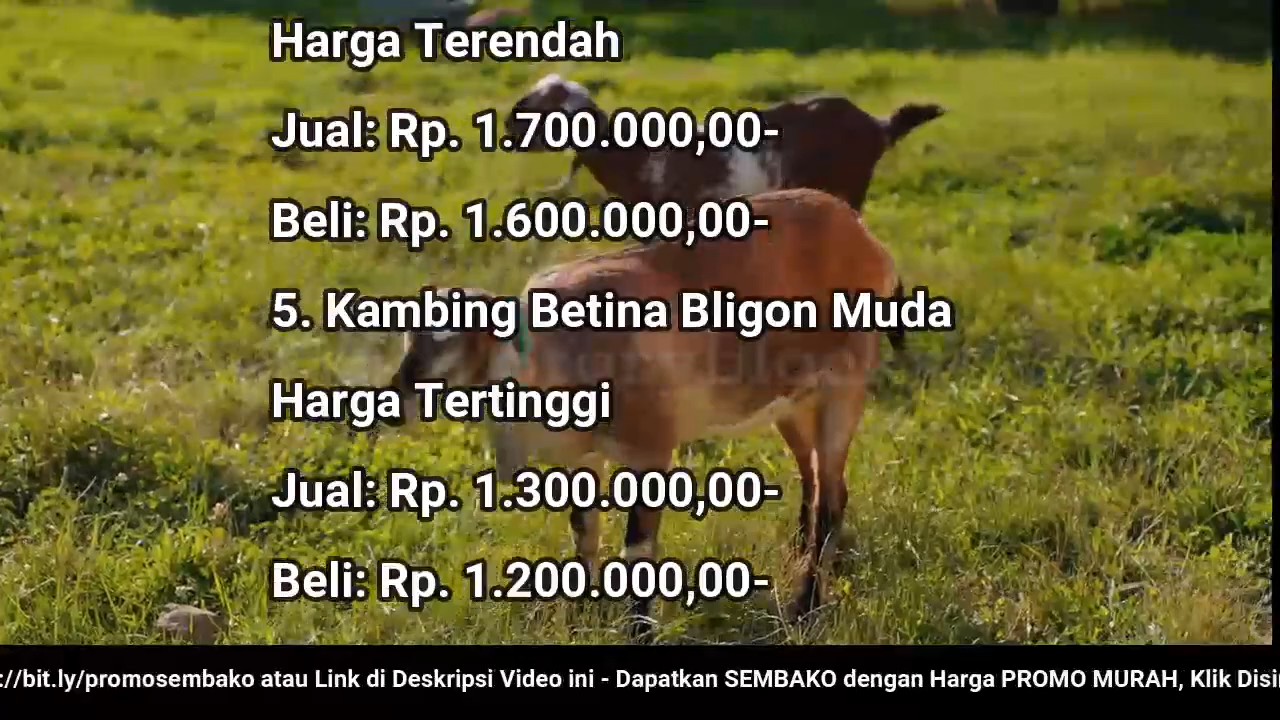 Harga Terendah
Jual: Rp. 1.700.000,00-
Beli: Rp. 1.600.000,00-
5. Kambing Betina Bligon Muda
Harga Tertinggi
Jual: Rp. 1.300.000,00-
Beli: Rp. 1.200.000,00-
://bit.ly/promosembako atau Link di Deskripsi Video ini - Dapatkan SEMBAKO dengan Harga PROMO MURAH, Klik